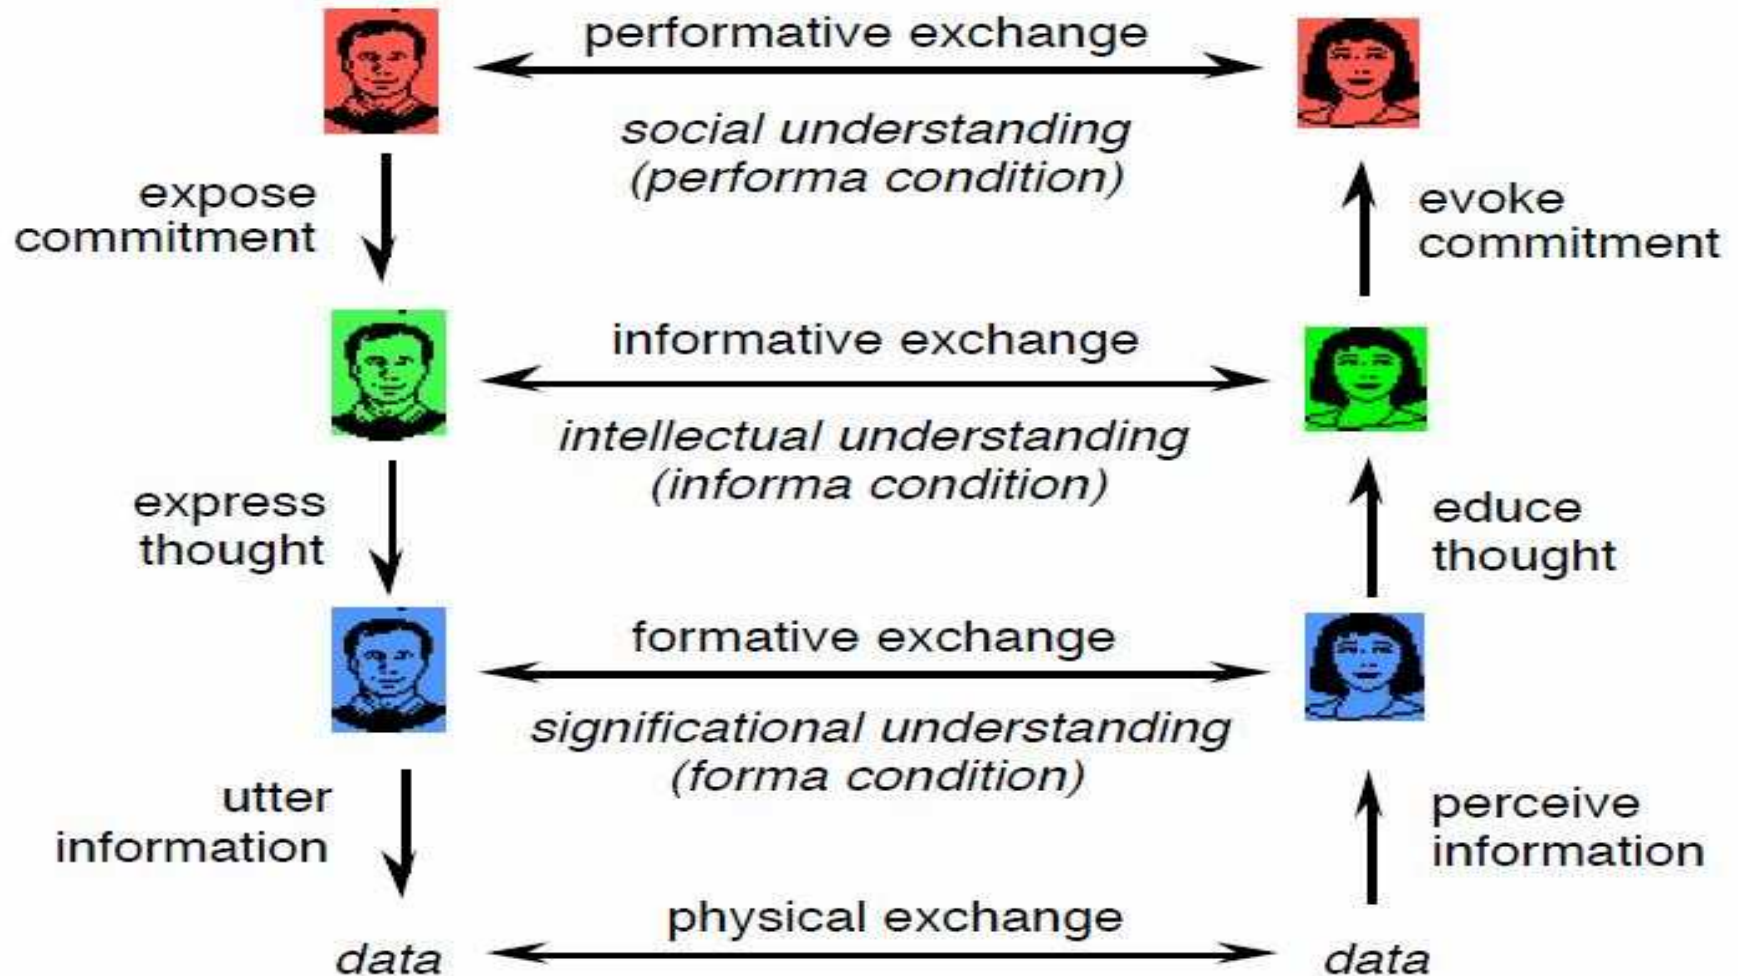 performative exchange
social understanding
(performa condition)
expose
commitment
evoke
commitment
informative exchange
intellectual understanding
(informa condition)
express
thought
educe
thought
formative exchange
significational understanding
(forma condition)
utter
information
perceive
information
physical exchange
data
data